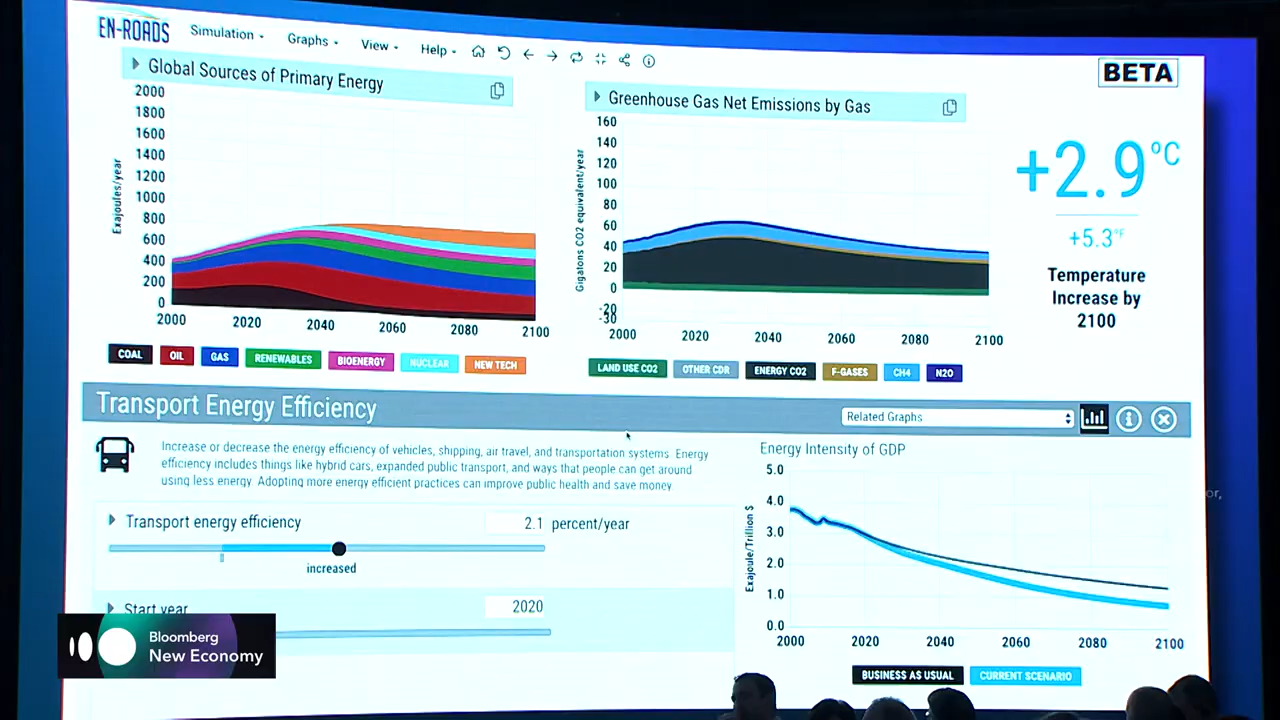 EN-ROADS
Simulation Graphs View Help
BETA
Global Sources of Primary Energy
Exajoules/year
2000
1800
1600
1400
1200
1000
800
600
400
200
0
2000 2020 2040 2060 2080 2100
COAL OIL GAS RENEWABLES BIOENERGY NUCLEAR NEW TECH
Greenhouse Gas Net Emissions by Gas
Gigatons CO2 equivalent/year
160
140
120
100
80
60
40
20
0
-20
-30
2000 2020 2040 2060 2080 2100
LAND USE CO2 OTHER CDR ENERGY CO2 F-GASES CH4 N2O
+2.9°C
+5.3°F
Temperature
Increase by
2100
Transport Energy Efficiency
Related Graphs
Increase or decrease the energy efficiency of vehicles, shipping, air travel, and transportation systems. Energy
efficiency includes things like hybrid cars, expanded public transport, and ways that people can get around
using less energy. Adopting more energy efficient practices can improve public health and save money
Transport energy efficiency 2.1 percent/year
increased
Start year 2020
Energy Intensity of GDP
Exajoule/Trillion $
5.0
4.0
3.0
2.0
1.0
0.0
2000 2020 2040 2060 2080 2100
BUSINESS AS USUAL CURRENT SCENARIO
or,
Bloomberg
New Economy